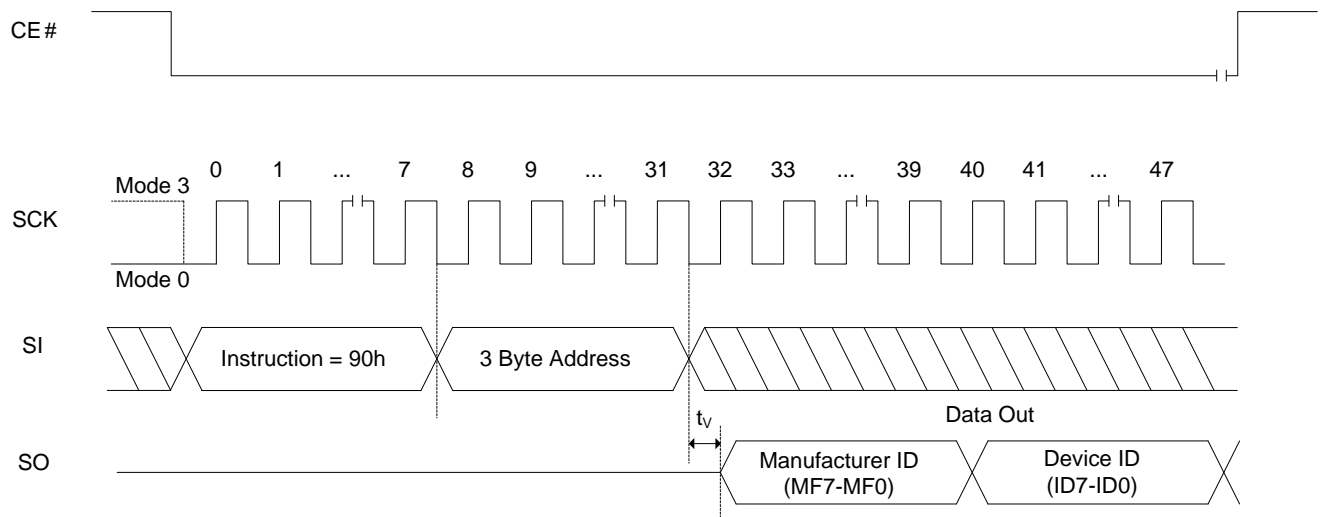 CE#
0 1 ... 7 8 9 ... 31 32 33 ... 39 40 41 ... 47
Mode 3
SCK
Mode 0
SI
Instruction = 90h
3 Byte Address
tV
Data Out
SO
Manufacturer ID
(MF7-MF0)
Device ID
(ID7-ID0)